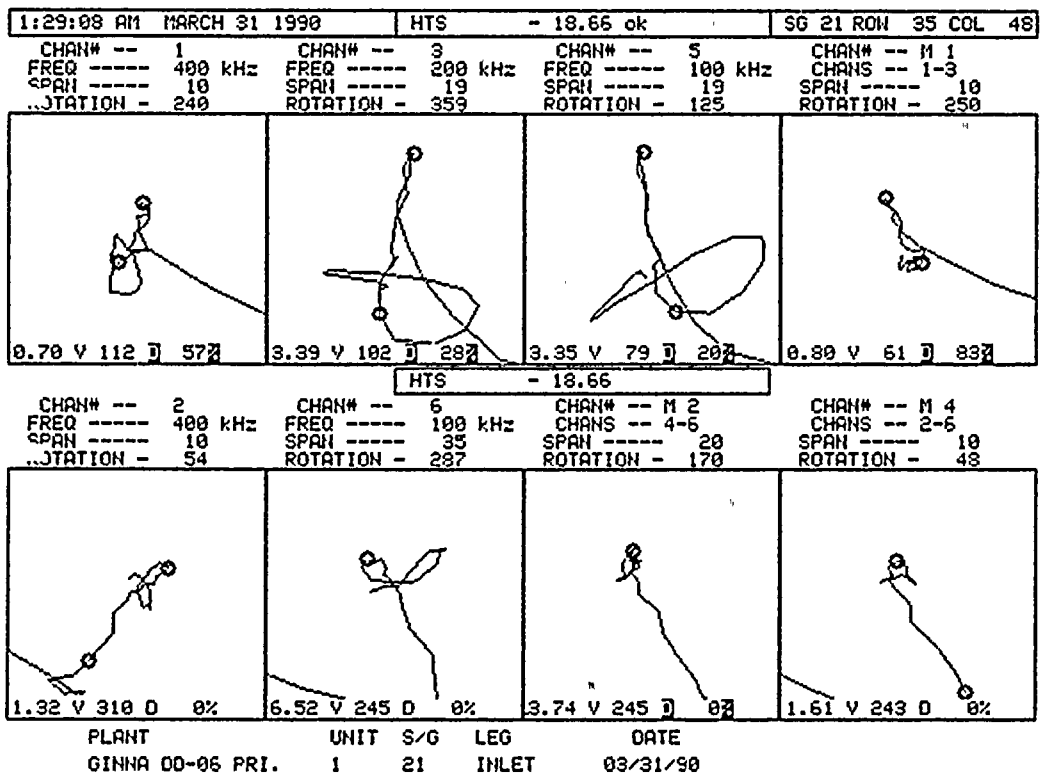 1:29:08 AM MARCH 31 1990 HTS - 18.66 ok SG 21 ROW 35 COL 48
CHAN# -- 1 CHAN# -- 3 CHAN# -- 5 CHAN# -- M 1
FREQ ----- 400 kHz FREQ ----- 200 kHz FREQ ----- 100 kHz CHANS -- 1-3
SPAN ----- 10 SPAN ----- 19 SPAN ----- 19 SPAN ----- 10
..OTATION - 240 ROTATION - 359 ROTATION - 125 ROTATION - 250
0.70 V 112 D 57% 3.39 V 102 D 28% 3.35 V 79 D 20% 0.80 V 61 D 83%
HTS - 18.66
CHAN# -- 2 CHAN# -- 6 CHAN# -- M 2 CHAN# -- M 4
FREQ ----- 400 kHz FREQ ----- 100 kHz CHANS -- 4-6 CHANS -- 2-6
SPAN ----- 10 SPAN ----- 35 SPAN ----- 20 SPAN ----- 10
..OTATION - 54 ROTATION - 287 ROTATION - 170 ROTATION - 48
1.32 V 310 D 0% 6.52 V 245 D 0% 3.74 V 245 D 0% 1.61 V 243 D 0%
PLANT UNIT S/G LEG DATE
GINNA OD-06 PRI. 1 21 INLET 03/31/90